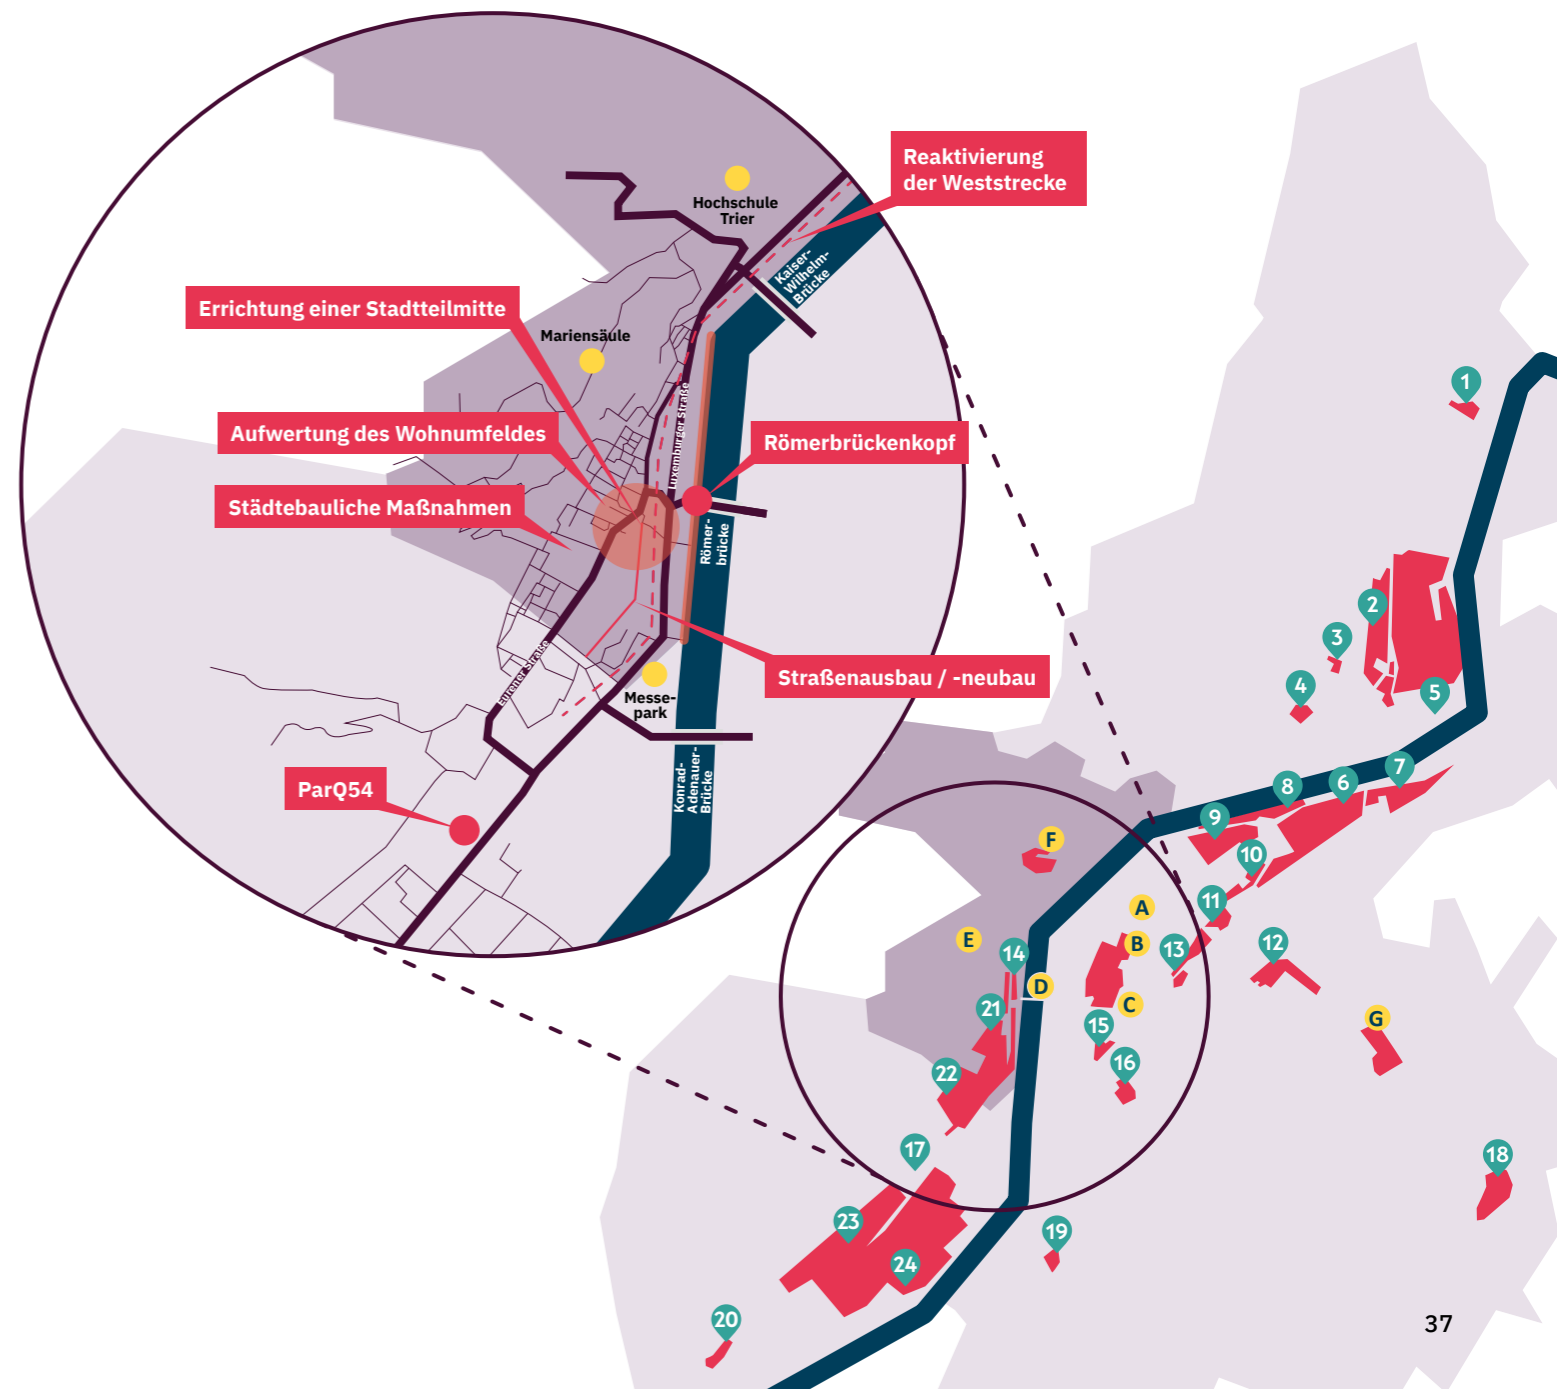 Reaktivierung
der Weststrecke
Hochschule
Trier
Kaiser-
Wilhelm-
Brücke
Errichtung einer Stadtteilmitte
Mariensäule
Luxemburger Straße
Aufwertung des Wohnumfeldes
Römerbrückenkopf
Städtebauliche Maßnahmen
Römer-
brücke
Eurener Straße
Straßenausbau / -neubau
Messe-
park
Konrad-
Adenauer-
Brücke
ParQ54
1
2
3
4
5
7
6
8
9
10
F
A
11
E
B
12
13
14
D
C
21
G
15
16
22
17
18
23
19
24
20
37